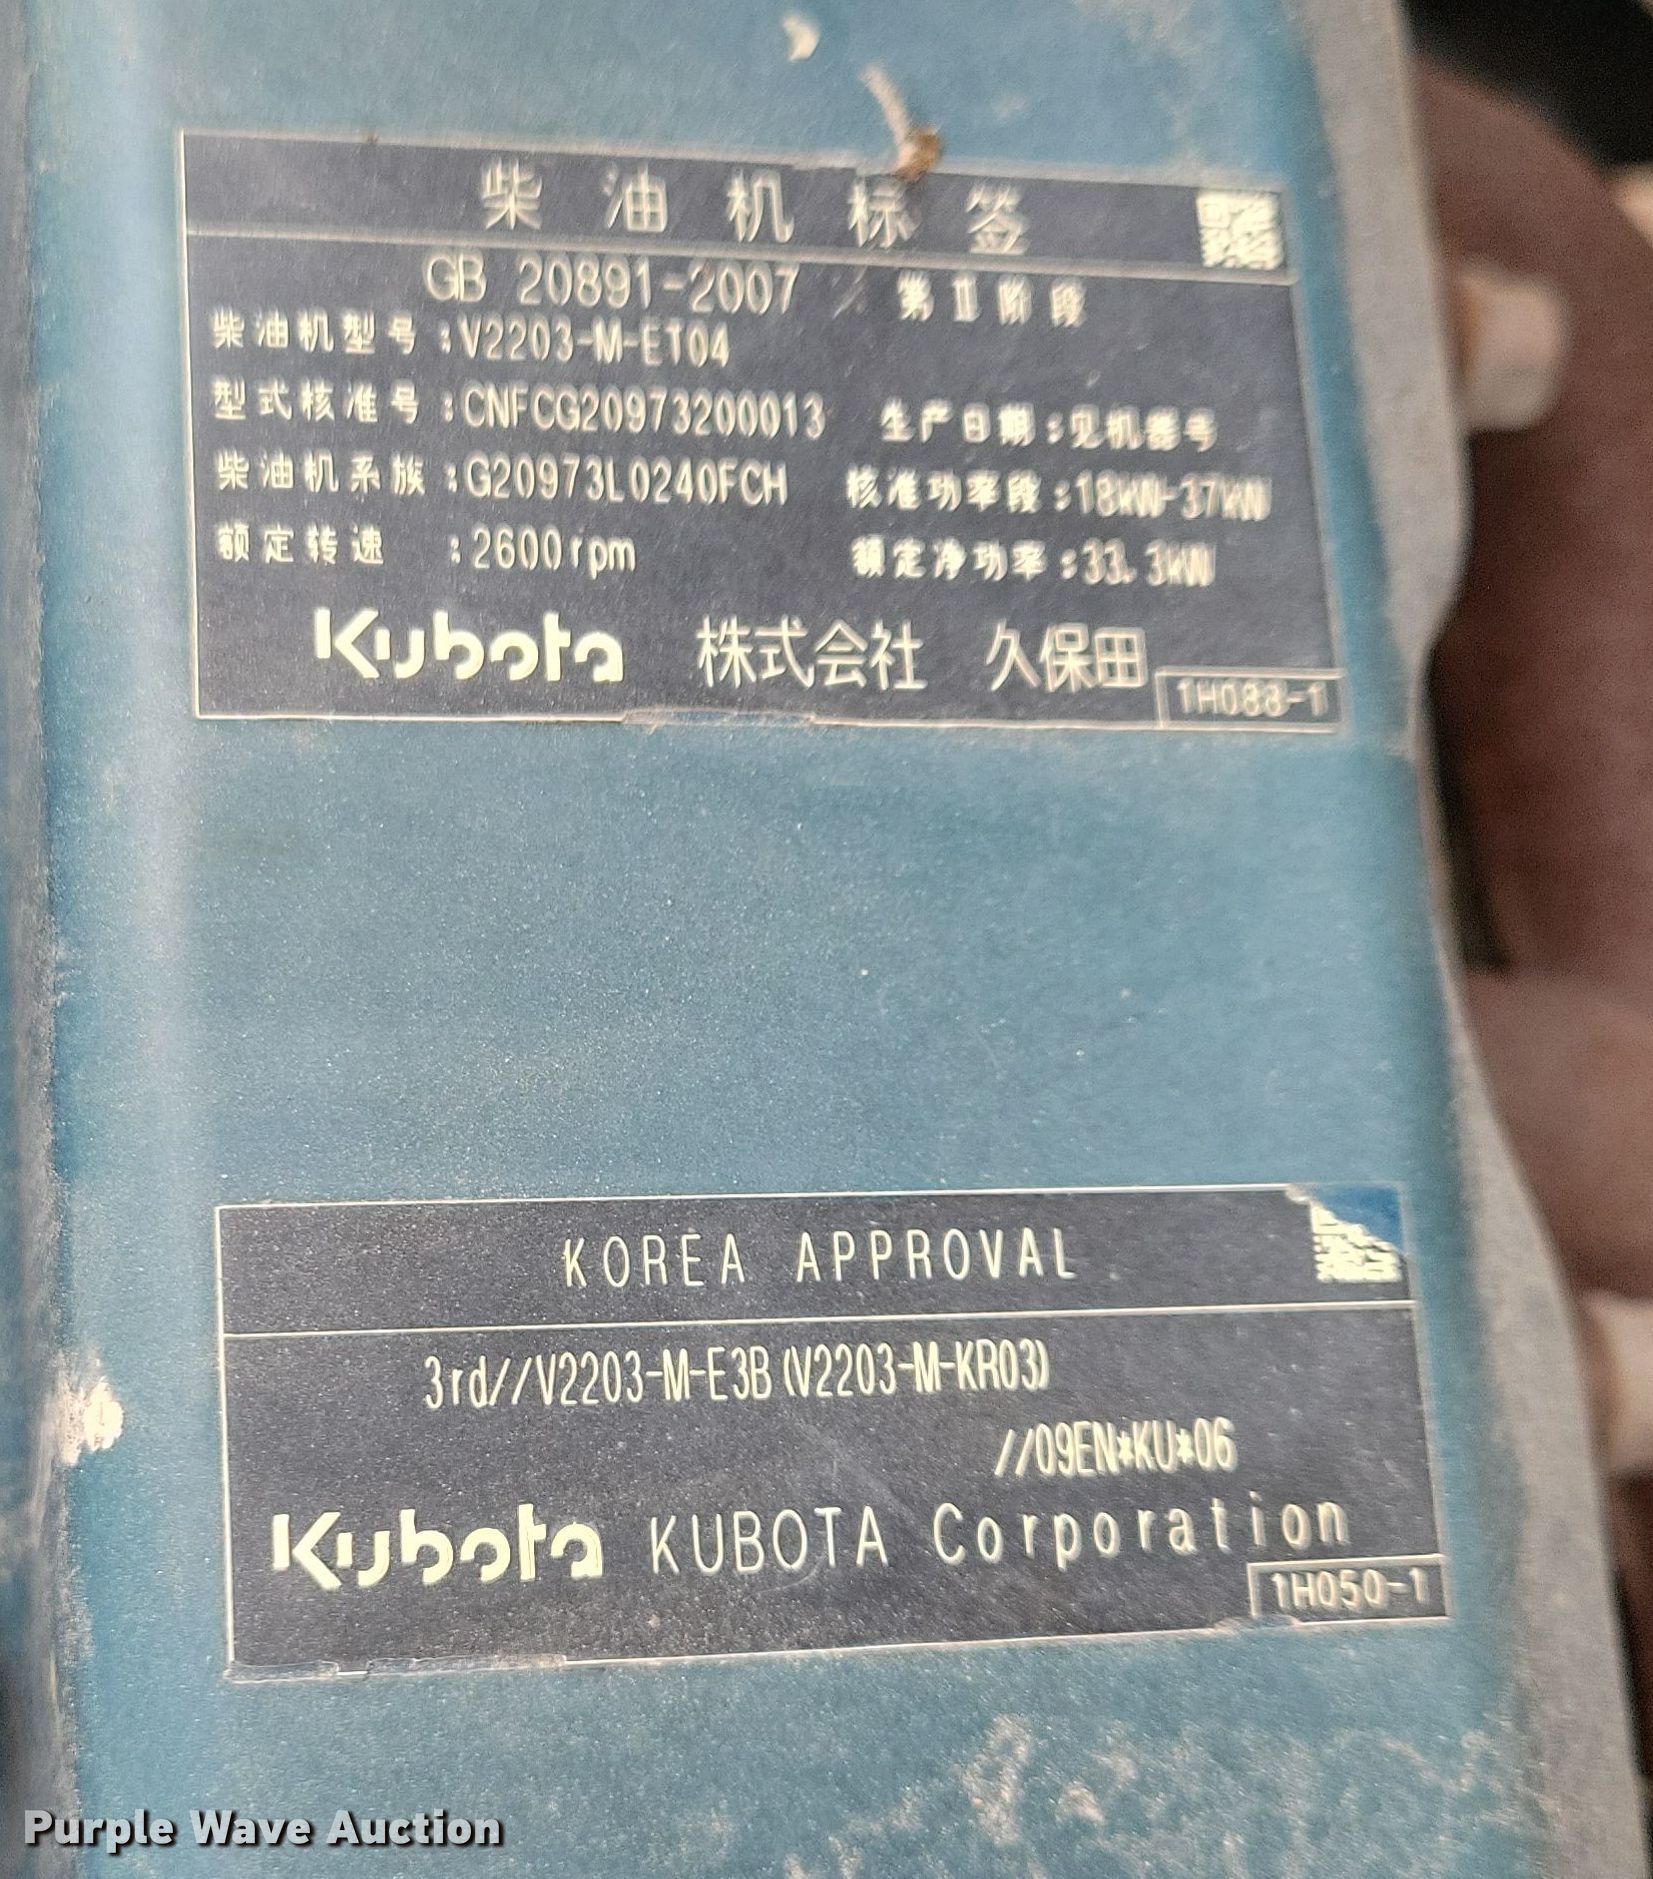 柴油机标签
GB 20891-2007 第Ⅱ阶段
柴油机型号:V2203-M-ET04
型式核准号:CNFCG20973200013 生产日期:见机器号
柴油机系族:G20973L0240FCH 核准功率段:18kW-37kW
额定转速 :2600rpm 额定净功率:33.3kW
Kubota 株式会社 久保田
1H088-1
KOREA APPROVAL
3rd//V2203-M-E3B(V2203-M-KR03)
//09EN*KU*06
Kubota KUBOTA Corporation
1H050-1
Purple Wave Auction